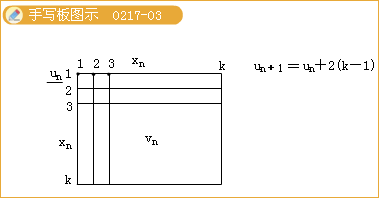 手写板图示 0217-03
xn
1 2 3 k
un+1＝un+2(k−1)
un 1
2
3
xn vn
k